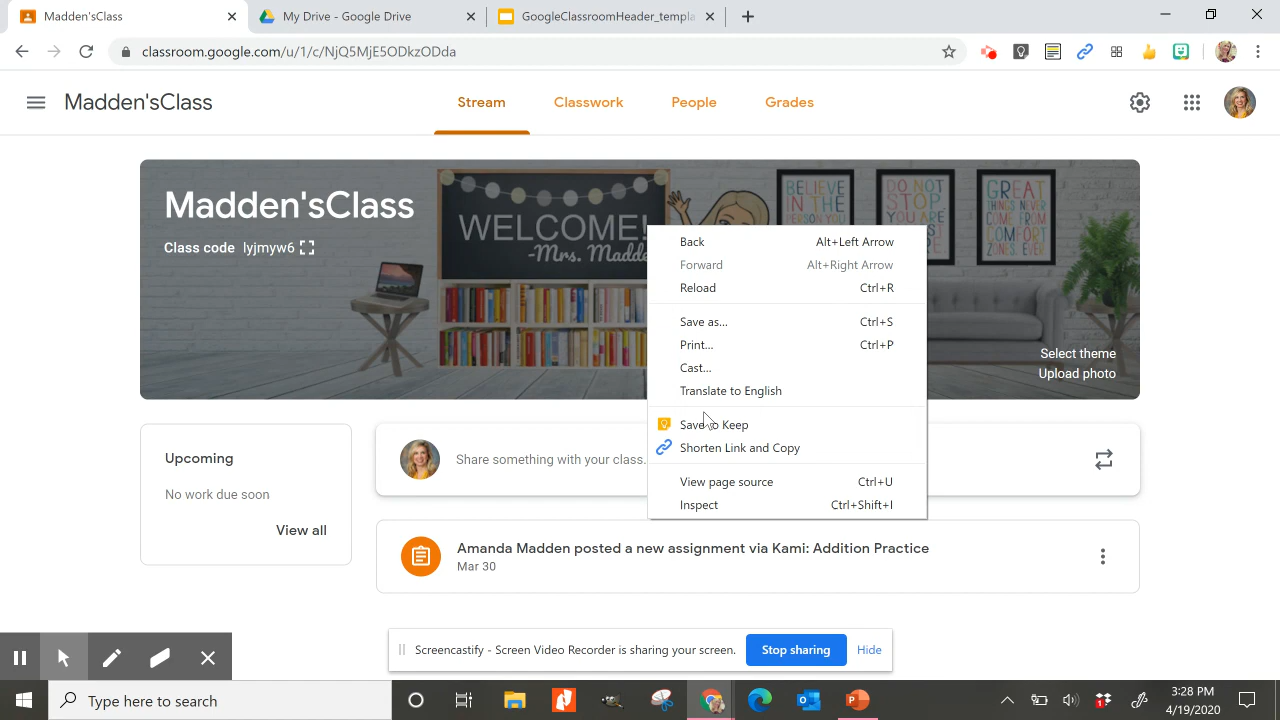 Madden'sClass
My Drive - Google Drive
GoogleClassroomHeader_templa
classroom.google.com/u/1/c/NjQ5MjE5ODkzODda
Madden'sClass
Stream
Classwork
People
Grades
Madden'sClass
Class code lyjmyw6
WELCOME!
-Mrs. Madde
BELIEVE
IN THE
PERSON YOU
DO NOT
STOP YOU
ARE
GREAT
THINGS NEVER
COME FROM
COMFORT
ZONES.
Select theme
Upload photo
Back Alt+Left Arrow
Forward Alt+Right Arrow
Reload Ctrl+R
Save as... Ctrl+S
Print... Ctrl+P
Cast...
Translate to English
Save to Keep
Shorten Link and Copy
View page source Ctrl+U
Inspect Ctrl+Shift+I
Upcoming
No work due soon
View all
Share something with your class.
Amanda Madden posted a new assignment via Kami: Addition Practice
Mar 30
Screencastify - Screen Video Recorder is sharing your screen.
Stop sharing
Hide
Type here to search
3:28 PM
4/19/2020